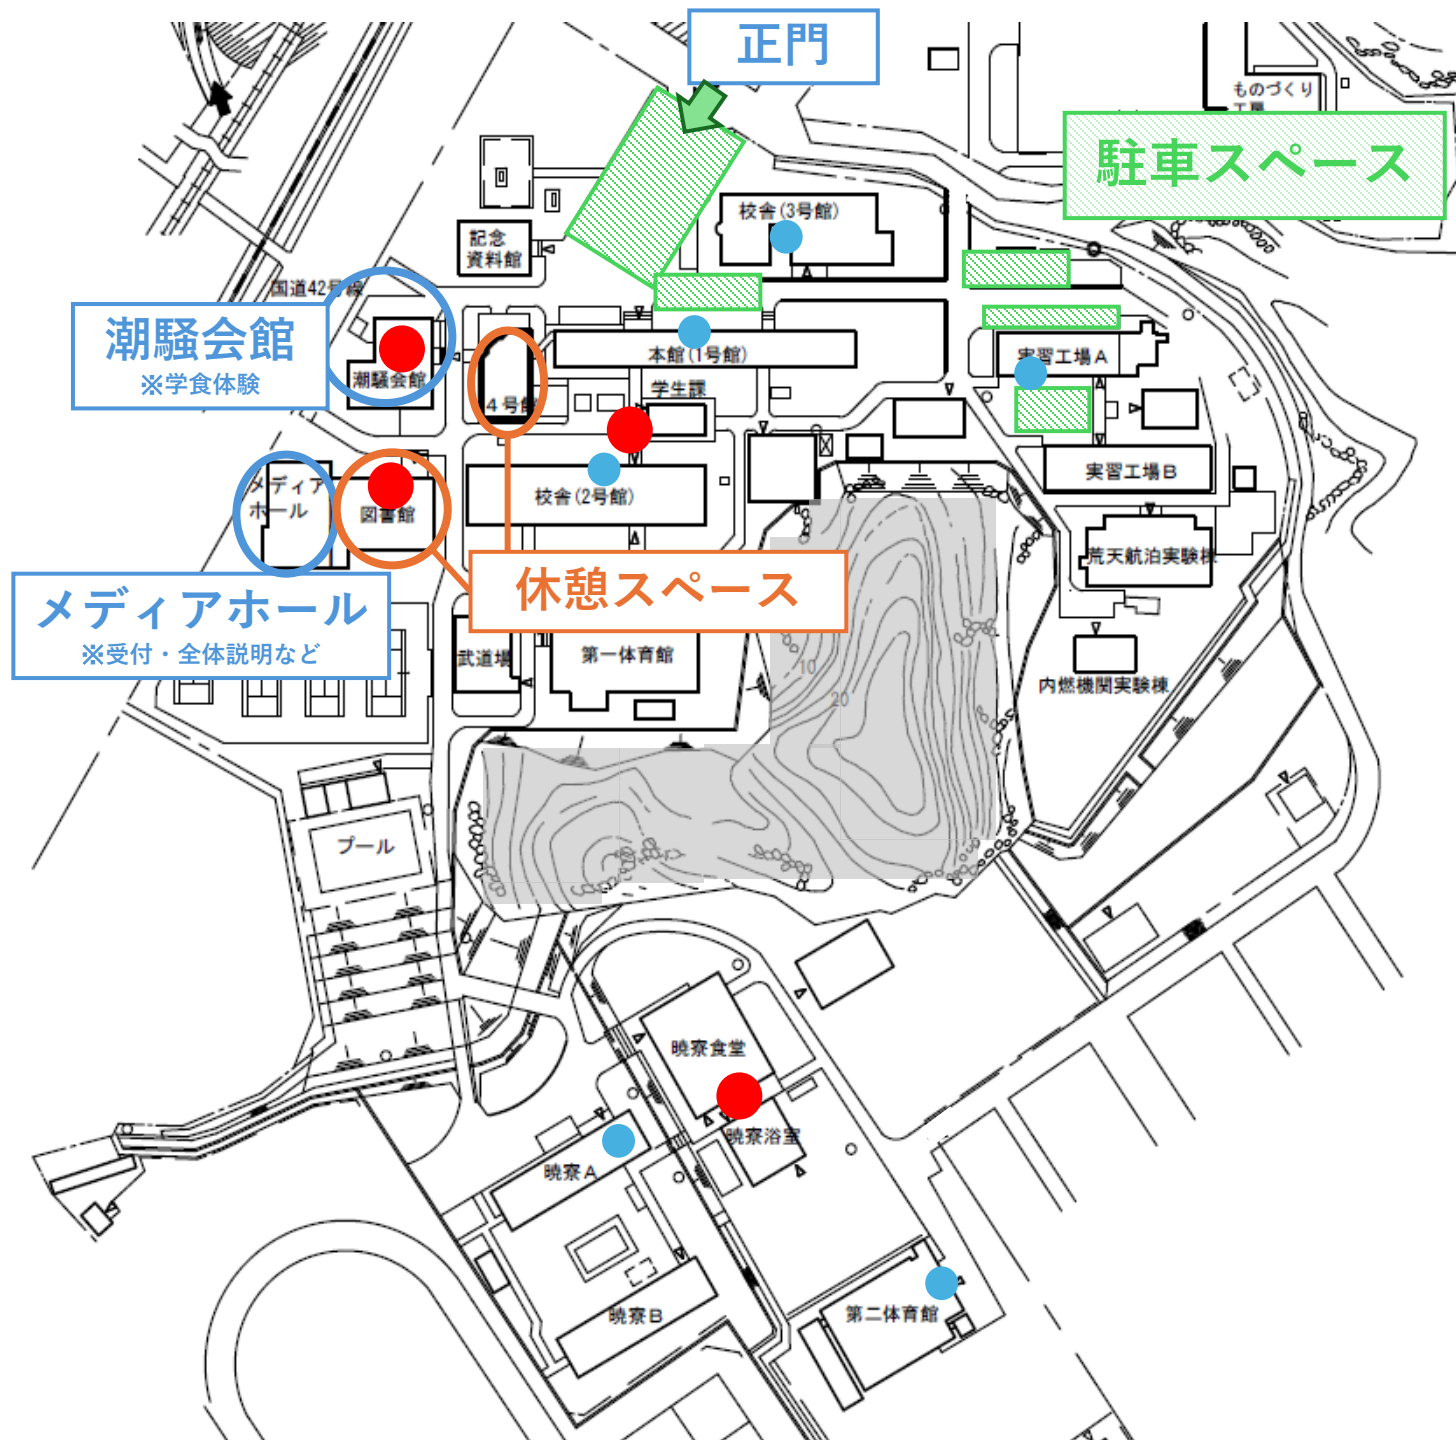 正門
ものづくり
工房
駐車スペース
校舎(3号館)
記念
資料館
国道42号線
潮騒会館
※学食体験
潮騒会館
本館(1号館)
実習工場A
学生課
4号館
メディア
ホール
図書館
校舎(2号館)
実習工場B
荒天航泊実験棟
休憩スペース
メディアホール
※受付・全体説明など
武道場
第一体育館
10
20
内燃機関実験棟
プール
暁寮食堂
暁寮浴室
暁寮A
暁寮B
第二体育館